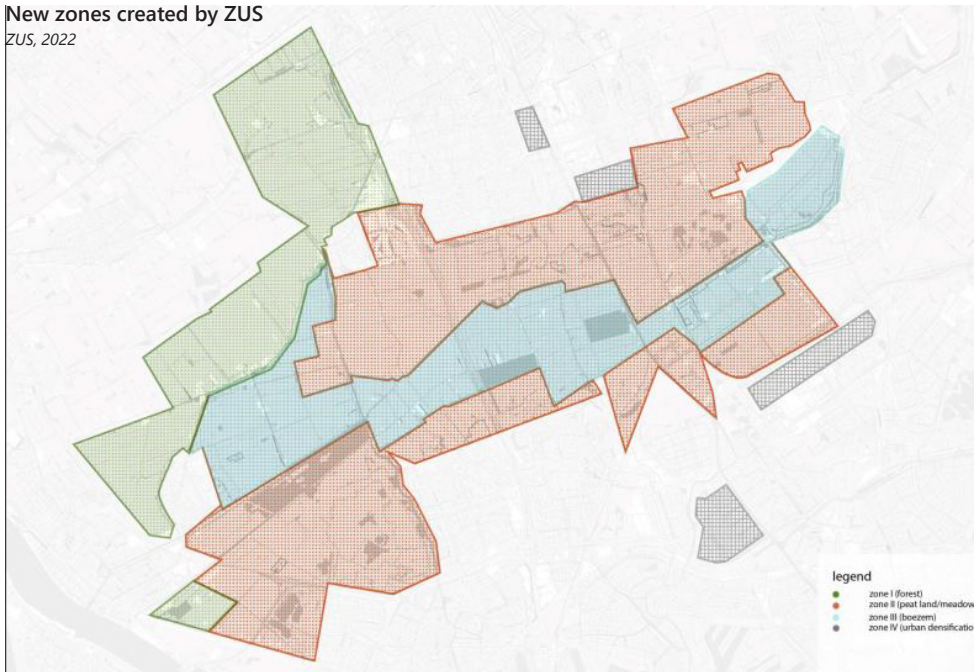 New zones created by ZUS
ZUS, 2022
legend
zone I (forest)
zone II (peat land/meadow
zone III (boezem)
zone IV (urban densificatio